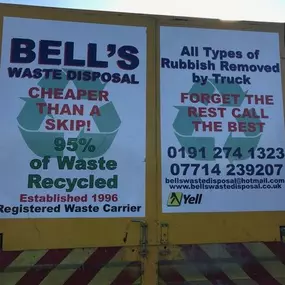 BELL'S
WASTE DISPOSAL
CHEAPER
THAN A
SKIP!
95%
of Waste
Recycled
Established 1996
Registered Waste Carrier
All Types of
Rubbish Removed
by Truck
FORGET THE
REST CALL
THE BEST
0191 274 1323
07714 239207
bellswastedisposal@hotmail.com
www.bellswastedisposal.co.uk
Yell